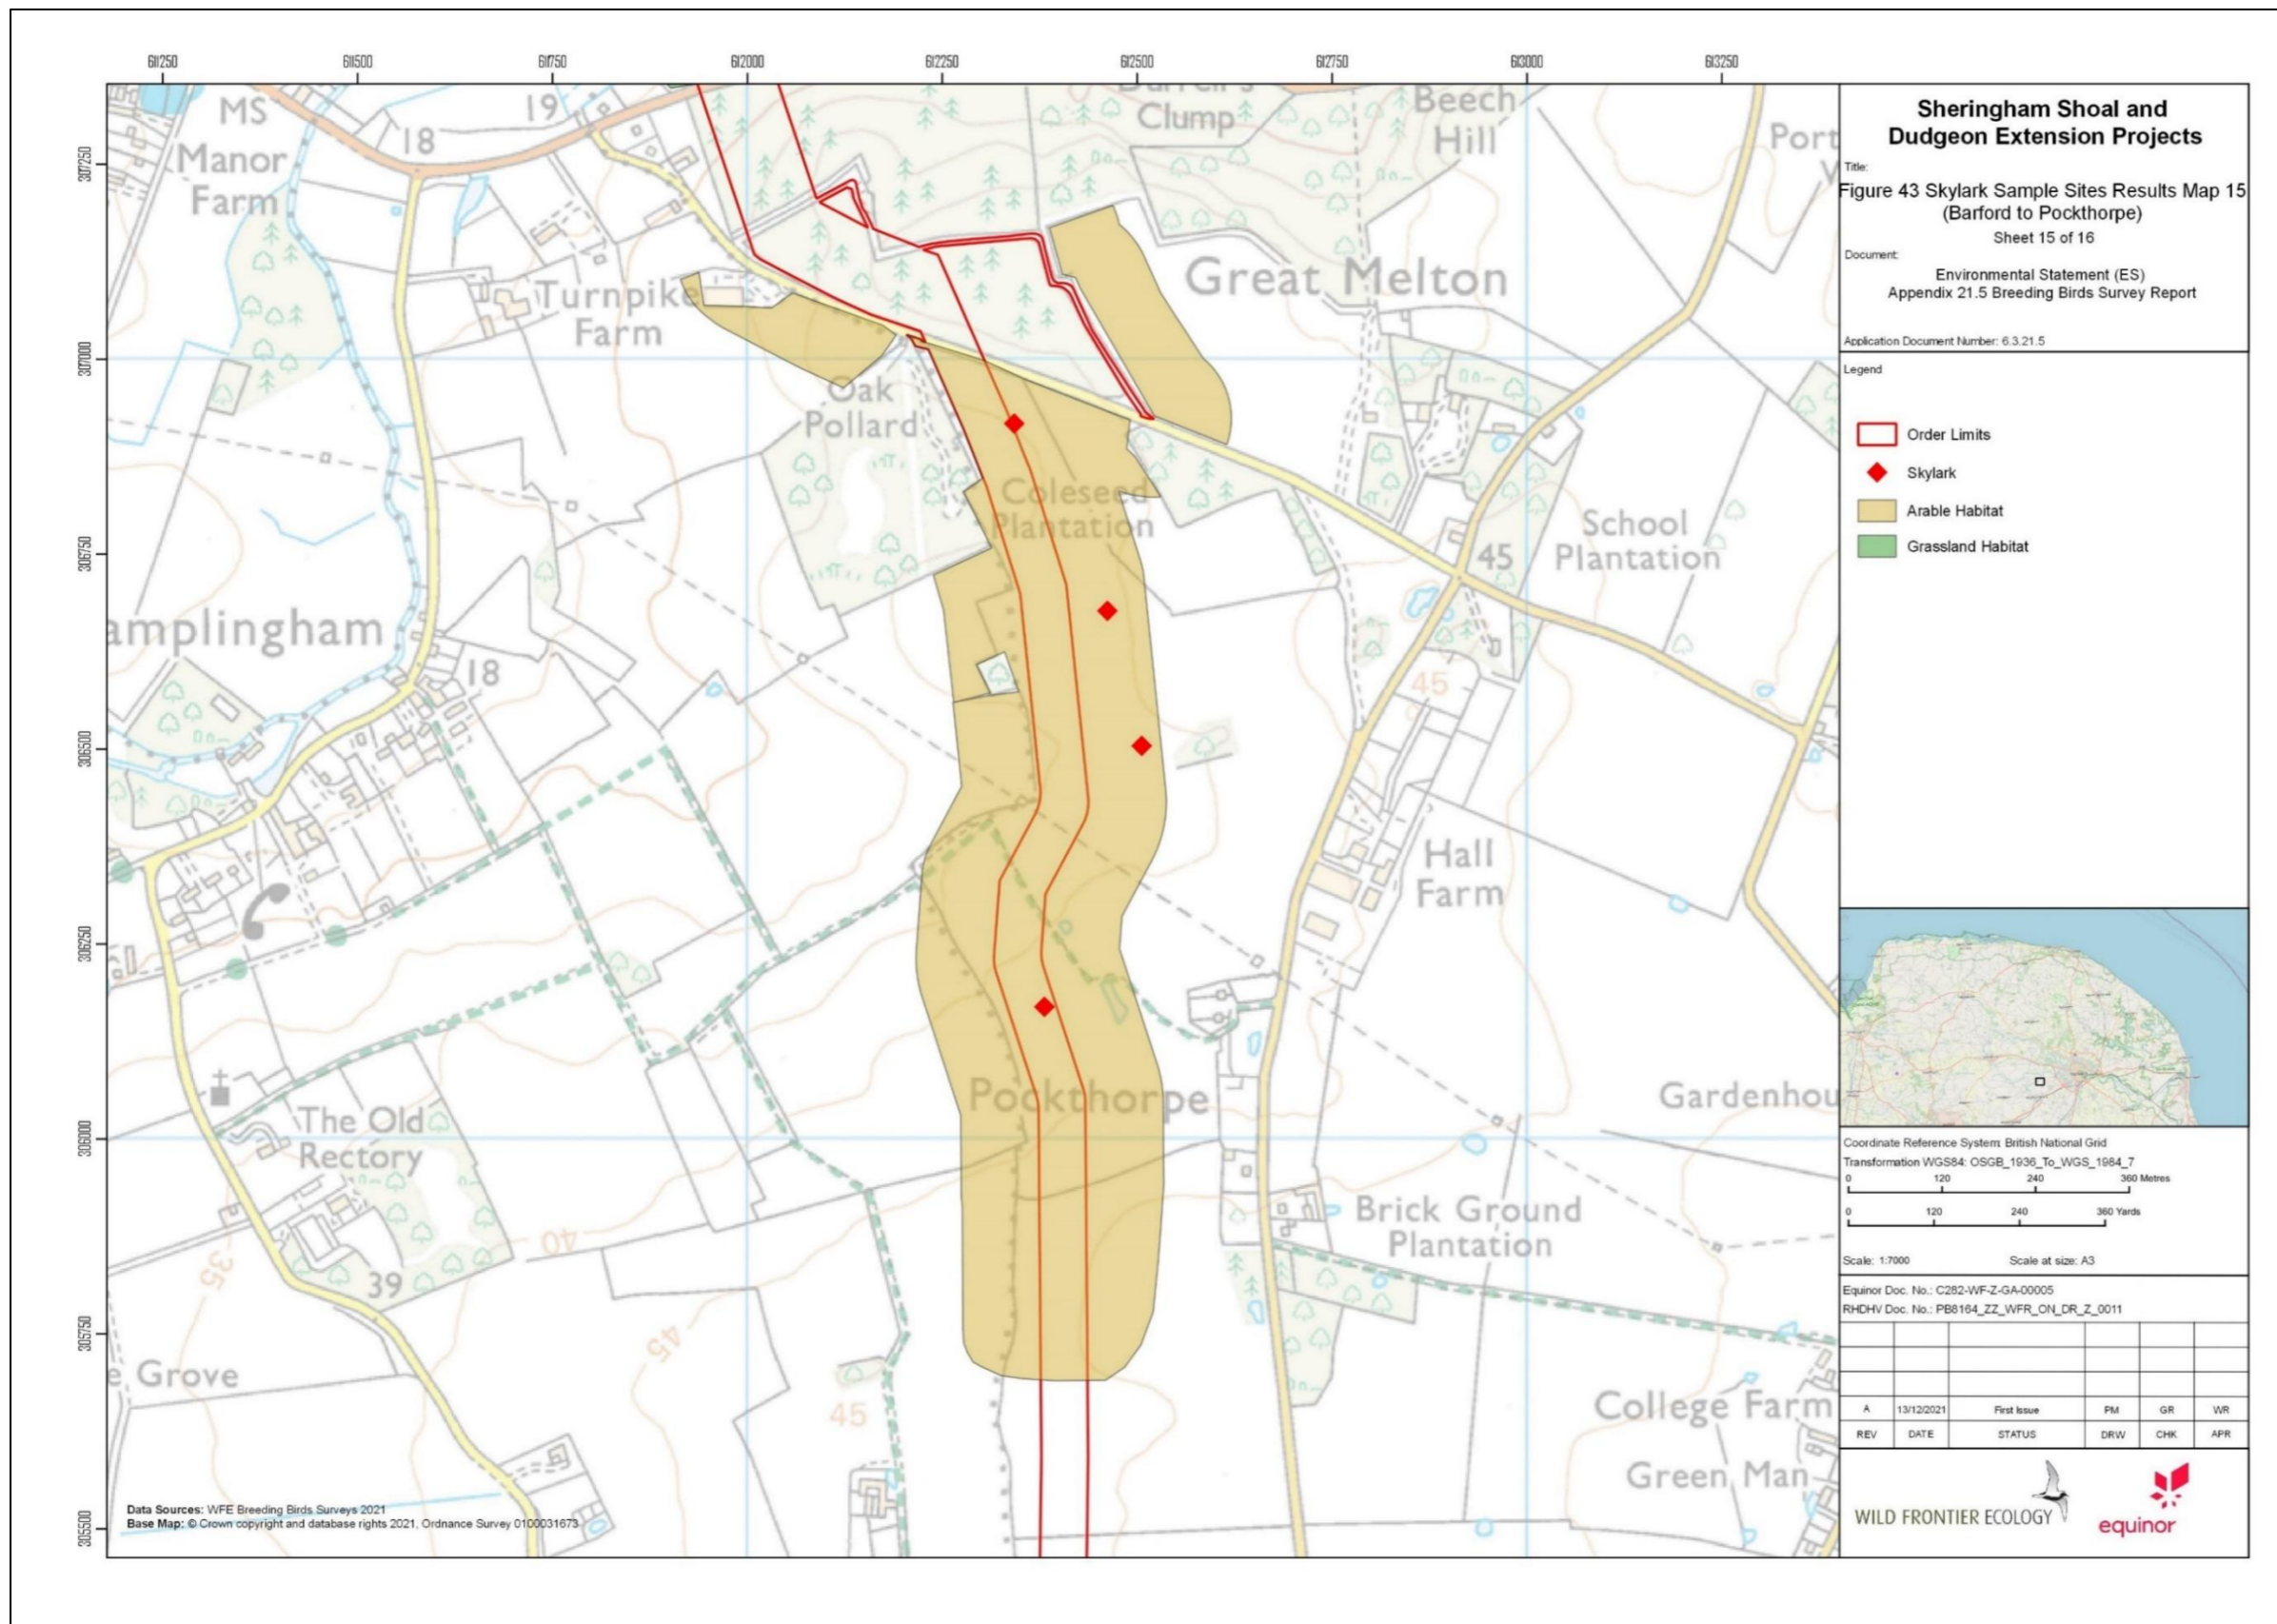 611250 611500 611750 612000 612250 612500 612750 613000 613250
307250
307000
306750
306500
306250
306000
305750
305500
MS
Manor
Farm
18
19
Clump
Beech
Hill
Port
Turnpike
Farm
Great Melton
Oak
Pollard
Coleseed
Plantation
School
Plantation
45
amplingham
18
45
Hall
Farm
Pockthorpe
Gardenhou
The Old
Rectory
Brick Ground
Plantation
35
40
39
45
e Grove
45
College Farm
Green Man
Data Sources: WFE Breeding Birds Surveys 2021
Base Map: © Crown copyright and database rights 2021, Ordnance Survey 0100031673
Sheringham Shoal and
Dudgeon Extension Projects
Title:
Figure 43 Skylark Sample Sites Results Map 15
(Barford to Pockthorpe)
Sheet 15 of 16
Document:
Environmental Statement (ES)
Appendix 21.5 Breeding Birds Survey Report
Application Document Number: 6.3.21.5
Legend
Order Limits
Skylark
Arable Habitat
Grassland Habitat
Coordinate Reference System: British National Grid
Transformation WGS84: OSGB_1936_To_WGS_1984_7
0 120 240 360 Metres
0 120 240 360 Yards
Scale: 1:7000 Scale at size: A3
Equinor Doc. No.: C282-WF-Z-GA-00005
RHDHV Doc. No.: PB8164_ZZ_WFR_ON_DR_Z_0011
A 13/12/2021 First Issue PM GR WR
REV DATE STATUS DRW CHK APR
WILD FRONTIER ECOLOGY
equinor